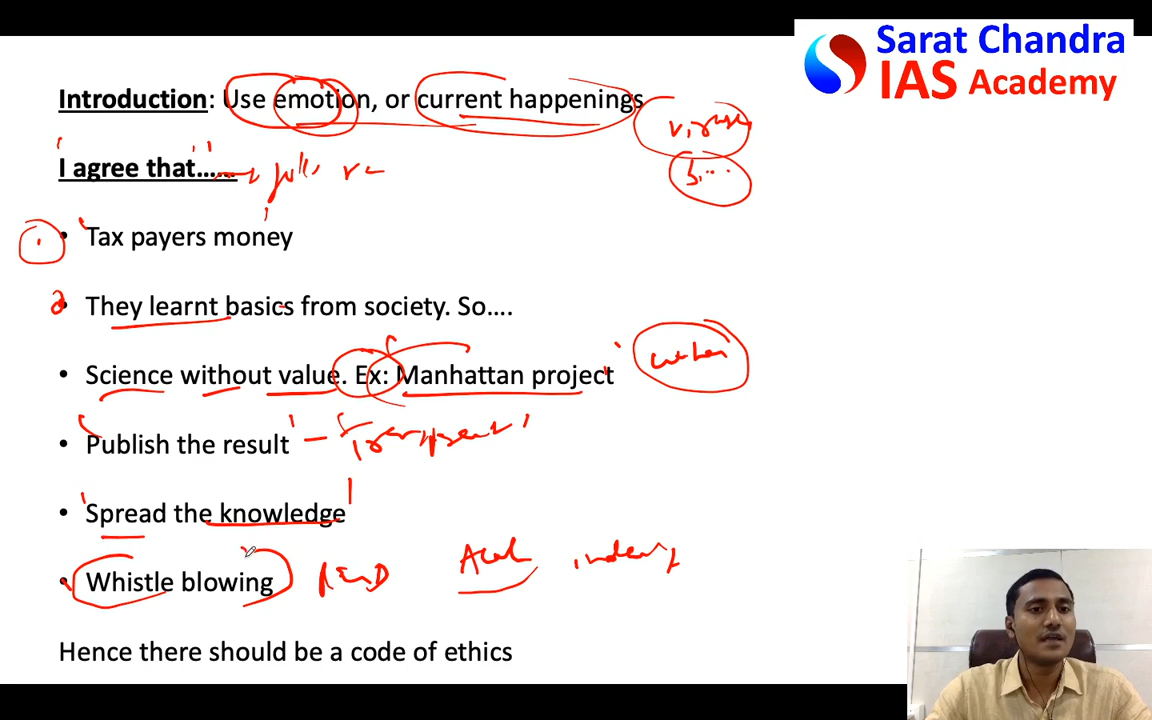 Sarat Chandra
IAS Academy
Introduction: Use emotion, or current happenings
I agree that……
• Tax payers money
2
• They learnt basics from society. So….
• Science without value. Ex: Manhattan project
• Publish the result
• Spread the knowledge
• Whistle blowing R&D
Hence there should be a code of ethics